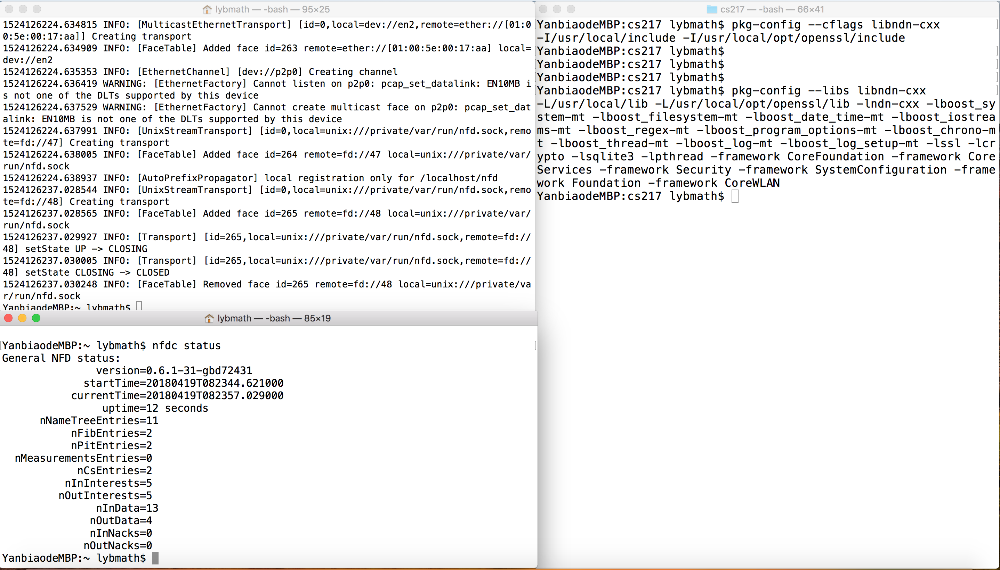 lybmath — -bash — 95×25
1524126224.634815 INFO: [MulticastEthernetTransport] [id=0,local=dev://en2,remote=ether://[01:0
0:5e:00:17:aa]] Creating transport
1524126224.634909 INFO: [FaceTable] Added face id=263 remote=ether://[01:00:5e:00:17:aa] local=
dev://en2
1524126224.635353 INFO: [EthernetChannel] [dev://p2p0] Creating channel
1524126224.636419 WARNING: [EthernetFactory] Cannot listen on p2p0: pcap_set_datalink: EN10MB i
s not one of the DLTs supported by this device
1524126224.637529 WARNING: [EthernetFactory] Cannot create multicast face on p2p0: pcap_set_dat
alink: EN10MB is not one of the DLTs supported by this device
1524126224.637991 INFO: [UnixStreamTransport] [id=0,local=unix:///private/var/run/nfd.sock,remo
te=fd://47] Creating transport
1524126224.638005 INFO: [FaceTable] Added face id=264 remote=fd://47 local=unix:///private/var/
run/nfd.sock
1524126224.638937 INFO: [AutoPrefixPropagator] local registration only for /localhost/nfd
1524126237.028544 INFO: [UnixStreamTransport] [id=0,local=unix:///private/var/run/nfd.sock,remo
te=fd://48] Creating transport
1524126237.028565 INFO: [FaceTable] Added face id=265 remote=fd://48 local=unix:///private/var/
run/nfd.sock
1524126237.029927 INFO: [Transport] [id=265,local=unix:///private/var/run/nfd.sock,remote=fd://
48] setState UP -> CLOSING
1524126237.030005 INFO: [Transport] [id=265,local=unix:///private/var/run/nfd.sock,remote=fd://
48] setState CLOSING -> CLOSED
1524126237.030248 INFO: [FaceTable] Removed face id=265 remote=fd://48 local=unix:///private/va
r/run/nfd.sock
YanbiaodeMBP:~ lybmath$
lybmath — -bash — 85×19
YanbiaodeMBP:~ lybmath$ nfdc status
General NFD status:
version=0.6.1-31-gbd72431
startTime=20180419T082344.621000
currentTime=20180419T082357.029000
uptime=12 seconds
nNameTreeEntries=11
nFibEntries=2
nPitEntries=2
nMeasurementsEntries=0
nCsEntries=2
nInInterests=5
nOutInterests=5
nInData=13
nOutData=4
nInNacks=0
nOutNacks=0
YanbiaodeMBP:~ lybmath$
cs217 — -bash — 66×41
YanbiaodeMBP:cs217 lybmath$ pkg-config --cflags libndn-cxx
-I/usr/local/include -I/usr/local/opt/openssl/include
YanbiaodeMBP:cs217 lybmath$
YanbiaodeMBP:cs217 lybmath$
YanbiaodeMBP:cs217 lybmath$
YanbiaodeMBP:cs217 lybmath$ pkg-config --libs libndn-cxx
-L/usr/local/lib -L/usr/local/opt/openssl/lib -lndn-cxx -lboost_sy
stem-mt -lboost_filesystem-mt -lboost_date_time-mt -lboost_iostrea
ms-mt -lboost_regex-mt -lboost_program_options-mt -lboost_chrono-m
t -lboost_thread-mt -lboost_log-mt -lboost_log_setup-mt -lssl -lcr
ypto -lsqlite3 -lpthread -framework CoreFoundation -framework Core
Services -framework Security -framework SystemConfiguration -frame
work Foundation -framework CoreWLAN
YanbiaodeMBP:cs217 lybmath$